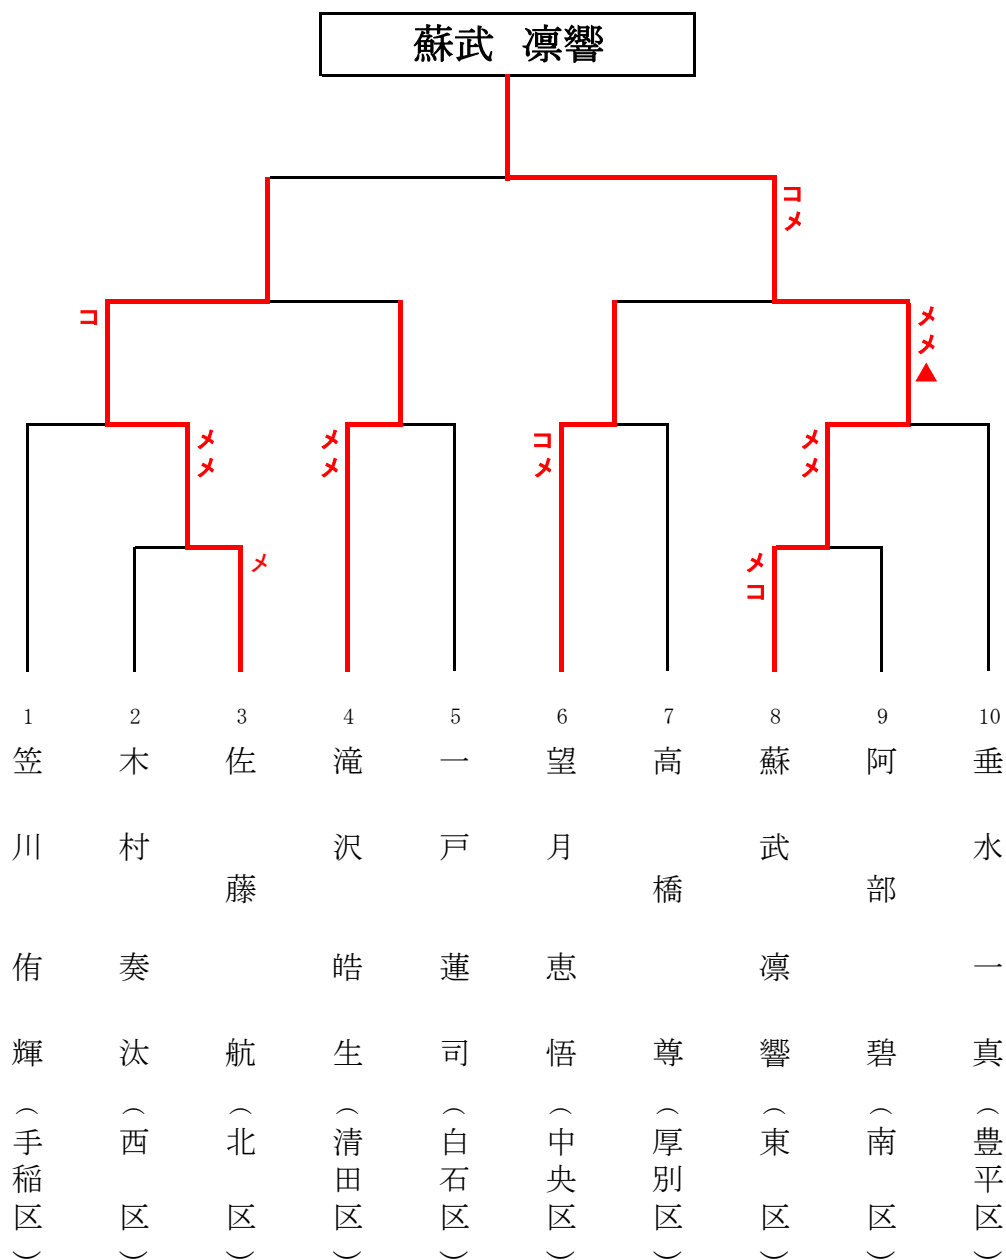 蘇武　凛響
コ
メ
コ
メ
メ
▲
メ
メ
メ
メ
コ
メ
メ
メ
メ
メ
コ
1
2
3
4
5
6
7
8
9
10
笠川侑輝（手稲区）
木村奏汰（西区）
佐藤航（北区）
滝沢皓生（清田区）
一戸蓮司（白石区）
望月恵悟（中央区）
高橋尊（厚別区）
蘇武凛響（東区）
阿部碧（南区）
垂水一真（豊平区）